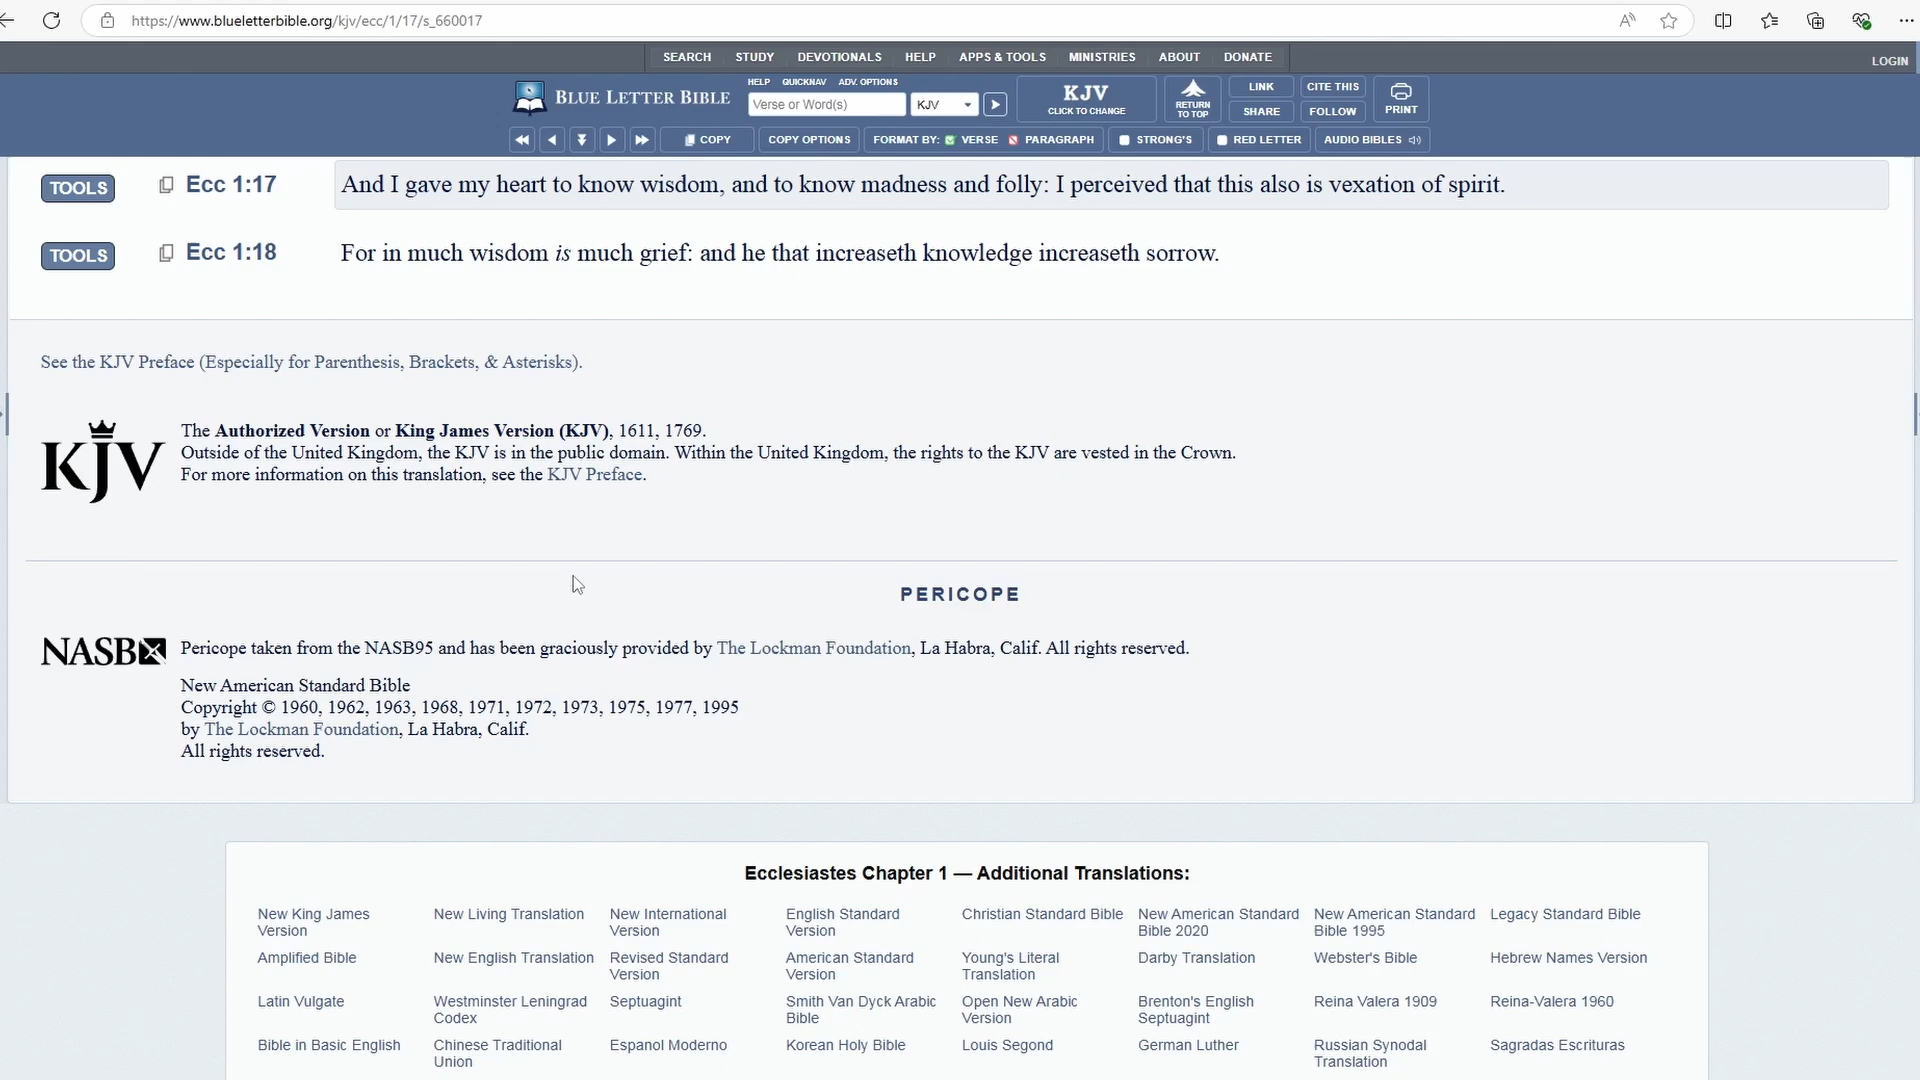 https://www.blueletterbible.org/kjv/ecc/1/17/s_660017
SEARCH STUDY DEVOTIONALS HELP APPS & TOOLS MINISTRIES ABOUT DONATE
LOGIN
BLUE LETTER BIBLE
HELP QUICKNAV ADV. OPTIONS
Verse or Word(s) KJV
KJV
CLICK TO CHANGE
RETURN
TO TOP
LINK CITE THIS
SHARE FOLLOW
PRINT
COPY COPY OPTIONS FORMAT BY: VERSE PARAGRAPH STRONG'S RED LETTER AUDIO BIBLES
TOOLS Ecc 1:17 And I gave my heart to know wisdom, and to know madness and folly: I perceived that this also is vexation of spirit.
TOOLS Ecc 1:18 For in much wisdom is much grief: and he that increaseth knowledge increaseth sorrow.
See the KJV Preface (Especially for Parenthesis, Brackets, & Asterisks).
KJV
The Authorized Version or King James Version (KJV), 1611, 1769.
Outside of the United Kingdom, the KJV is in the public domain. Within the United Kingdom, the rights to the KJV are vested in the Crown.
For more information on this translation, see the KJV Preface.
PERICOPE
NASB
Pericope taken from the NASB95 and has been graciously provided by The Lockman Foundation, La Habra, Calif. All rights reserved.
New American Standard Bible
Copyright © 1960, 1962, 1963, 1968, 1971, 1972, 1973, 1975, 1977, 1995
by The Lockman Foundation, La Habra, Calif.
All rights reserved.
Ecclesiastes Chapter 1 — Additional Translations:
New King James New Living Translation New International English Standard Christian Standard Bible New American Standard New American Standard Legacy Standard Bible
Version Version Version Bible 2020 Bible 1995
Amplified Bible New English Translation Revised Standard American Standard Young's Literal Darby Translation Webster's Bible Hebrew Names Version
Version Version Translation
Latin Vulgate Westminster Leningrad Septuagint Smith Van Dyck Arabic Open New Arabic Brenton's English Reina Valera 1909 Reina-Valera 1960
Codex Bible Version Septuagint
Bible in Basic English Chinese Traditional Espanol Moderno Korean Holy Bible Louis Segond German Luther Russian Synodal Sagradas Escrituras
Union Translation